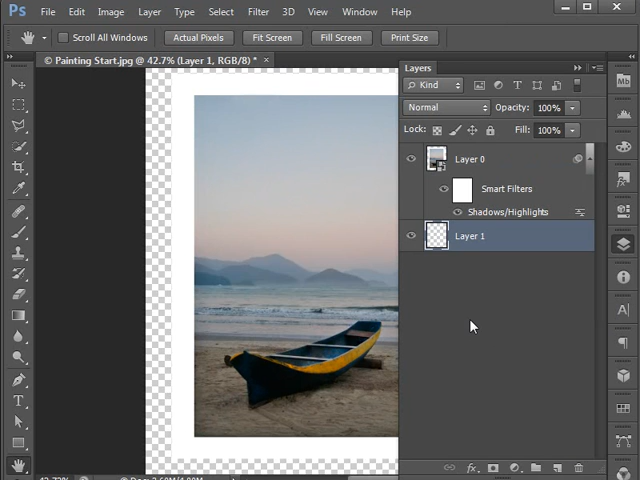 Ps File Edit Image Layer Type Select Filter 3D View Window Help
Scroll All Windows Actual Pixels Fit Screen Fill Screen Print Size
© Painting Start.jpg @ 42.7% (Layer 1, RGB/8) * ×
Layers
Kind
Normal Opacity: 100%
Lock: Fill: 100%
Layer 0
Smart Filters
Shadows/Highlights
Layer 1